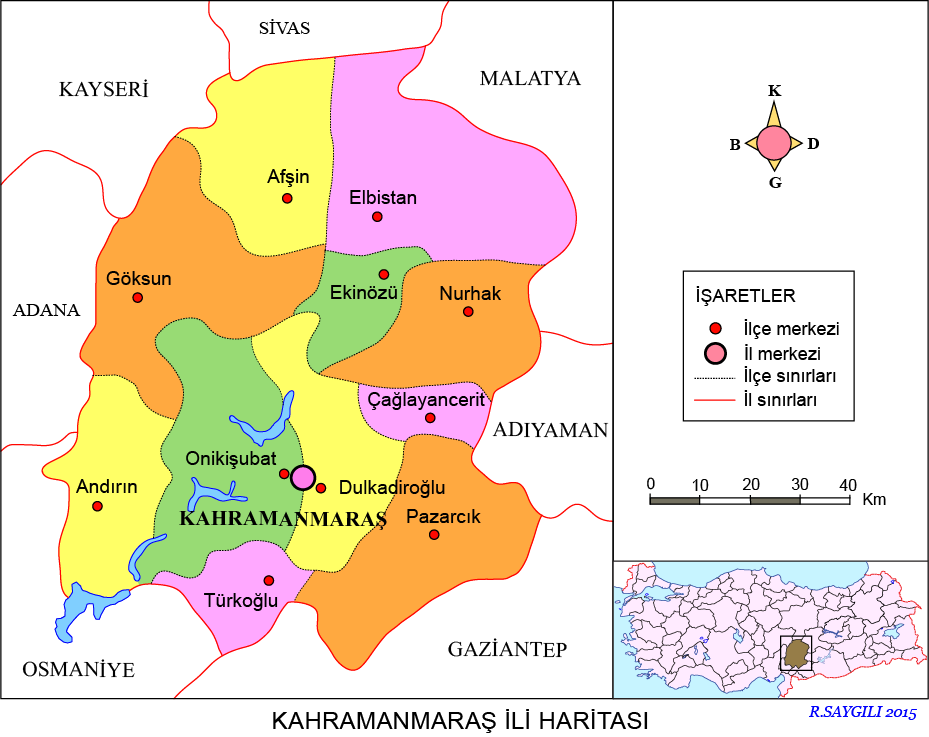 SİVAS
KAYSERİ
MALATYA
Afşin
Elbistan
Göksun
Ekinözü
Nurhak
ADANA
Çağlayancerit
ADIYAMAN
Onikişubat
Andırın
Dulkadiroğlu
KAHRAMANMARAŞ
Pazarcık
Türkoğlu
GAZİANTEP
OSMANİYE
K
B
D
G
İŞARETLER
İlçe merkezi
İl merkezi
İlçe sınırları
İl sınırları
0 10 20 30 40
Km
KAHRAMANMARAŞ İLİ HARİTASI
R.SAYGILI 2015